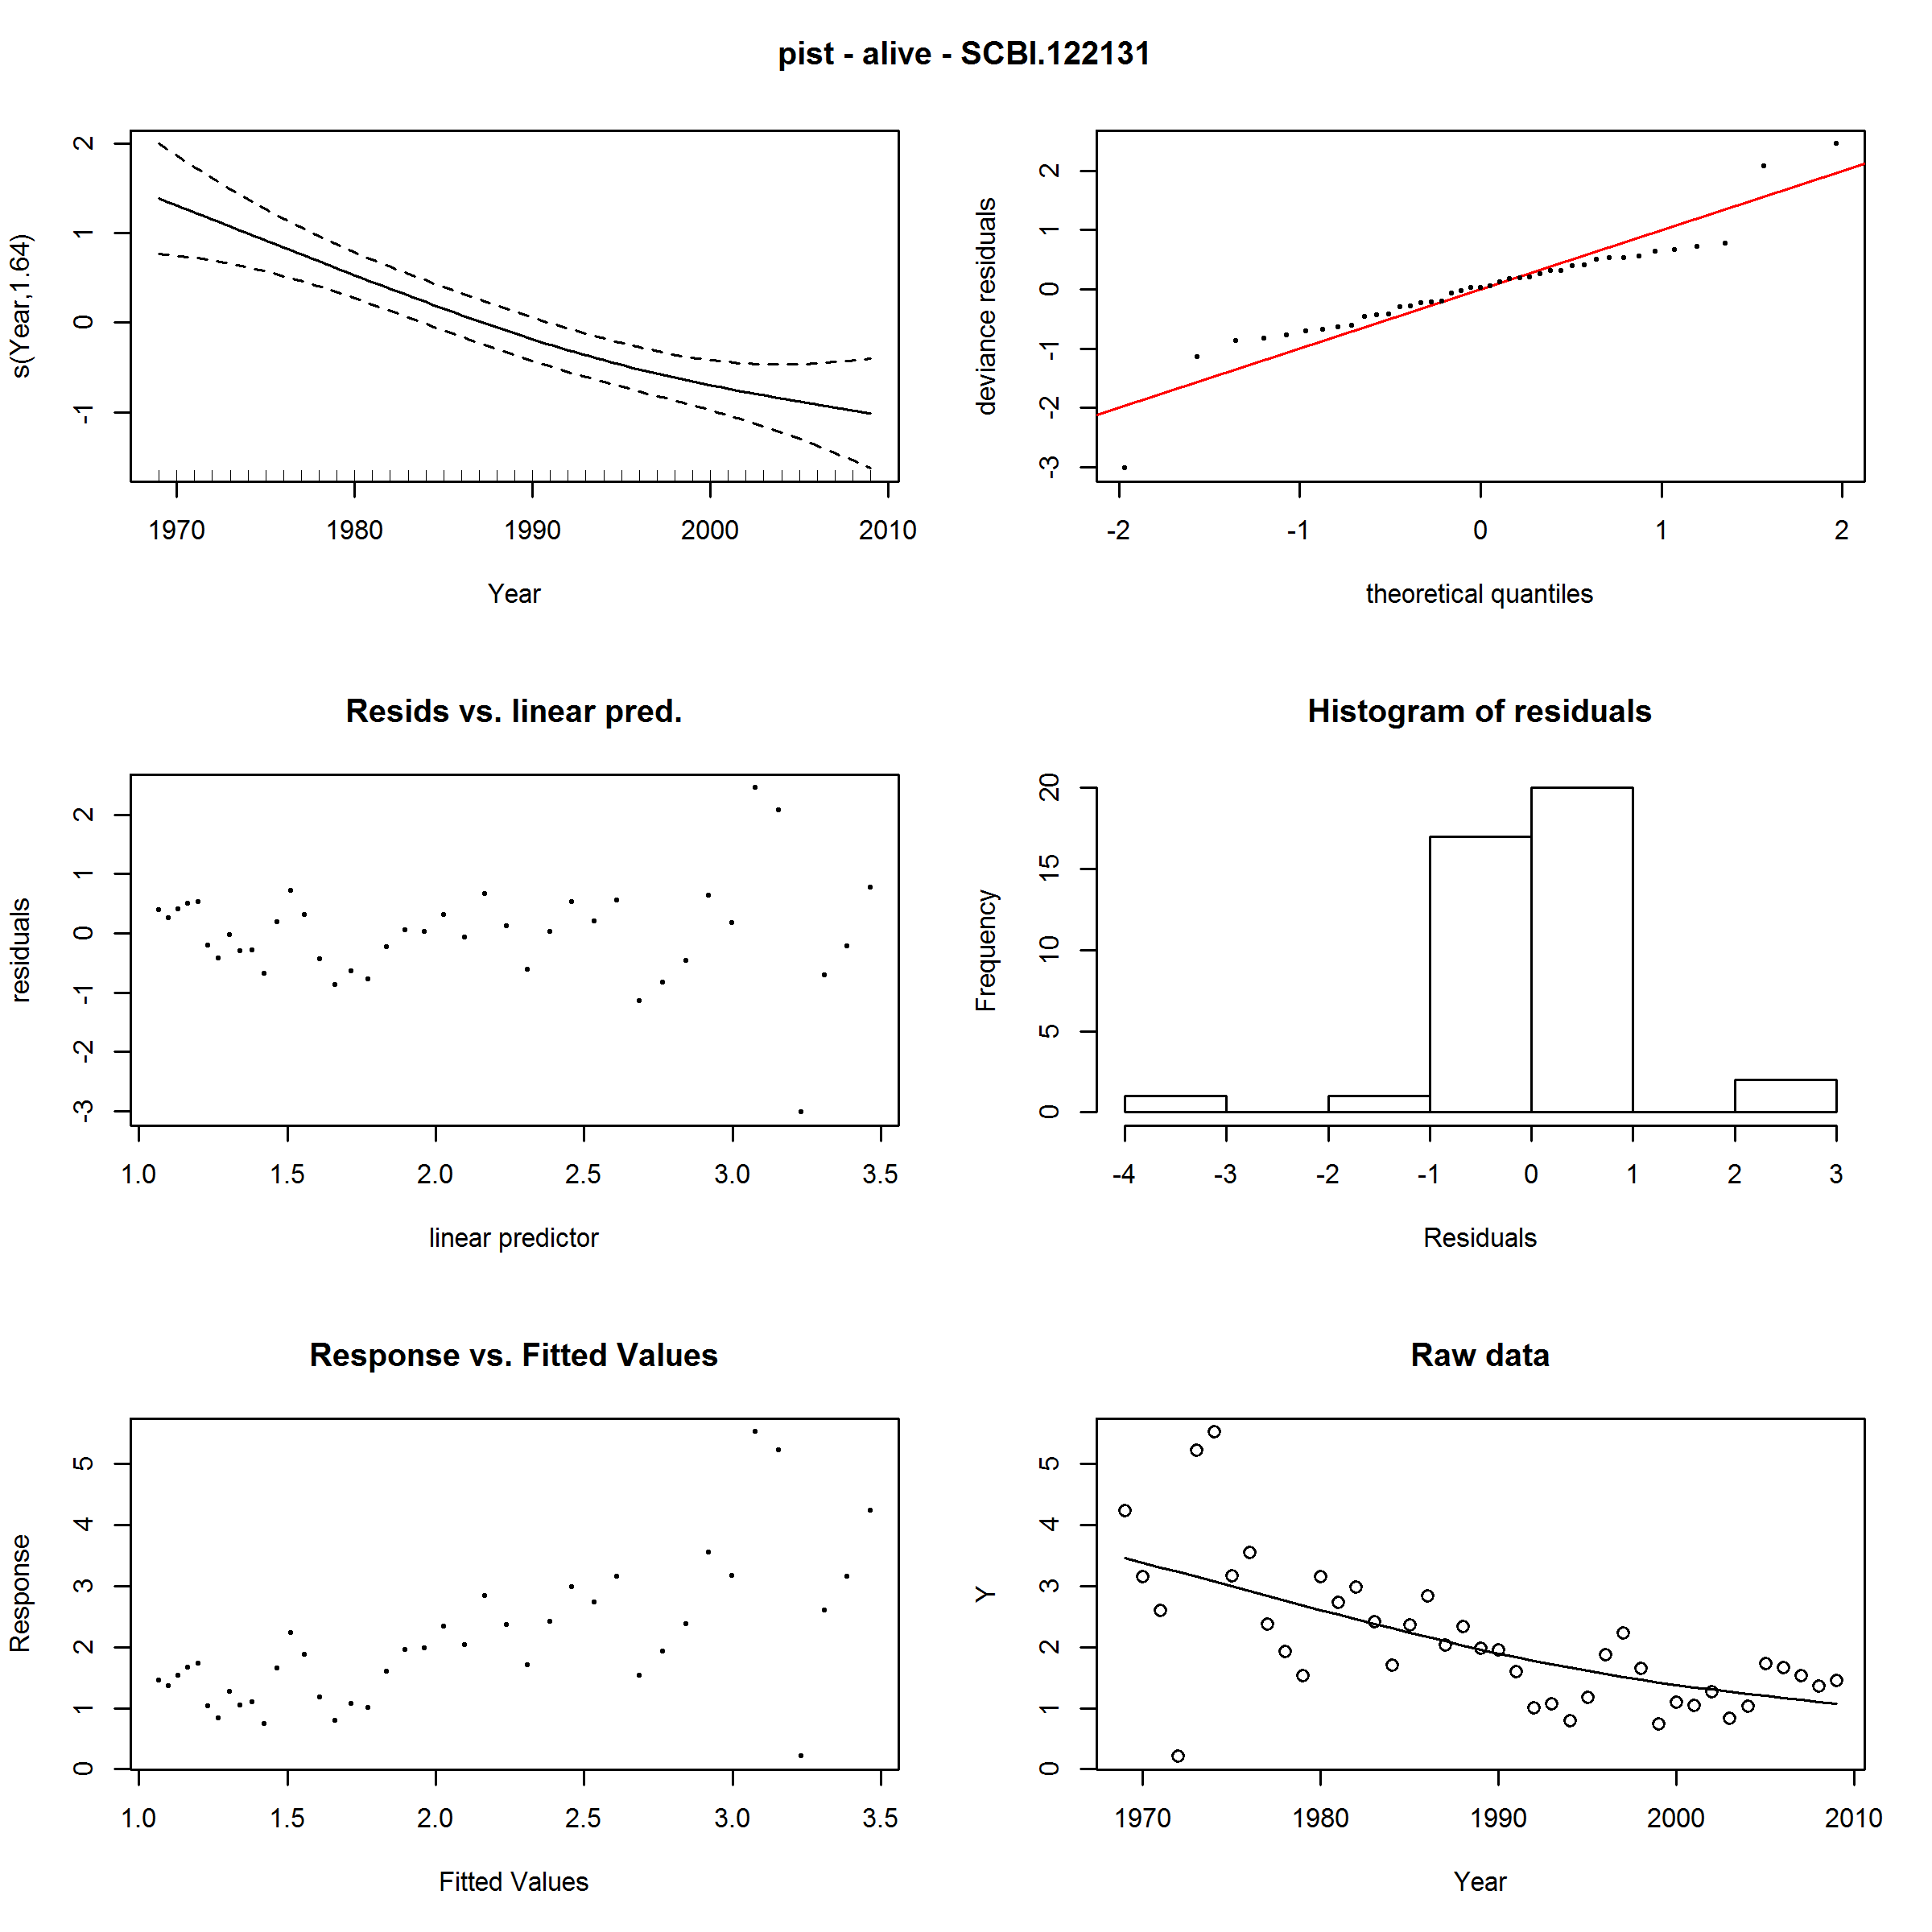 pist - alive - SCBI.122131
s(Year,1.64)
2
1
0
-1
1970 1980 1990 2000 2010
Year
deviance residuals
2
1
0
-1
-2
-3
-2 -1 0 1 2
theoretical quantiles
Resids vs. linear pred.
residuals
2
1
0
-1
-2
-3
1.0 1.5 2.0 2.5 3.0 3.5
linear predictor
Histogram of residuals
Frequency
20
15
10
5
0
-4 -3 -2 -1 0 1 2 3
Residuals
Response vs. Fitted Values
Response
5
4
3
2
1
0
1.0 1.5 2.0 2.5 3.0 3.5
Fitted Values
Raw data
Y
5
4
3
2
1
0
1970 1980 1990 2000 2010
Year